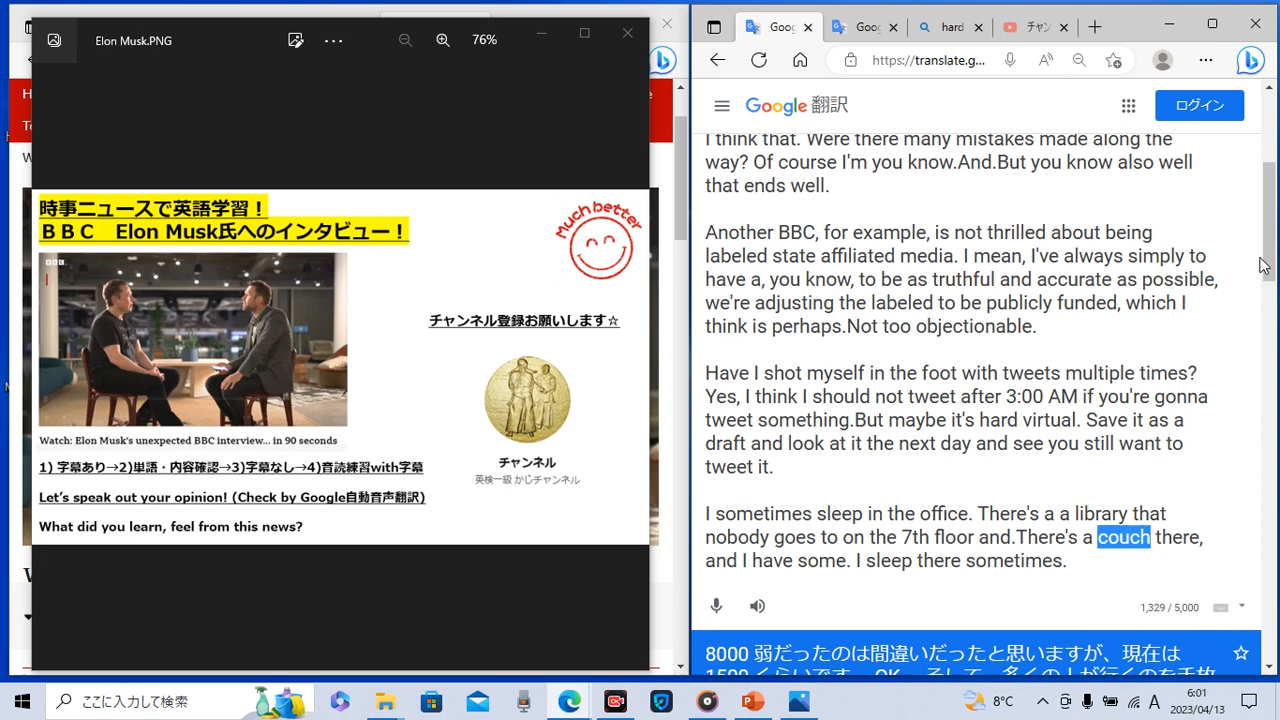 Elon Musk.PNG
76%
時事ニュースで英語学習！
ＢＢＣ Elon Musk氏へのインタビュー！
Much better
BBC
チャンネル登録お願いします☆
Watch: Elon Musk's unexpected BBC interview... in 90 seconds
チャンネル
英検一級 かじチャンネル
1) 字幕あり→2)単語・内容確認→3)字幕なし→4)音読練習with字幕
Let's speak out your opinion! (Check by Google自動音声翻訳)
What did you learn, feel from this news?
Goog
Goog
hard
チャン
https://translate.g...
Google 翻訳
ログイン
I think that. Were there many mistakes made along the
way? Of course I'm you know.And.But you know also well
that ends well.
Another BBC, for example, is not thrilled about being
labeled state affiliated media. I mean, I've always simply to
have a, you know, to be as truthful and accurate as possible,
we're adjusting the labeled to be publicly funded, which I
think is perhaps.Not too objectionable.
Have I shot myself in the foot with tweets multiple times?
Yes, I think I should not tweet after 3:00 AM if you're gonna
tweet something.But maybe it's hard virtual. Save it as a
draft and look at it the next day and see you still want to
tweet it.
I sometimes sleep in the office. There's a a library that
nobody goes to on the 7th floor and.There's a couch there,
and I have some. I sleep there sometimes.
1,329 / 5,000
8000 弱だったのは間違いだったと思いますが、現在は
ここに入力して検索
8°C
A
6:01
2023/04/13